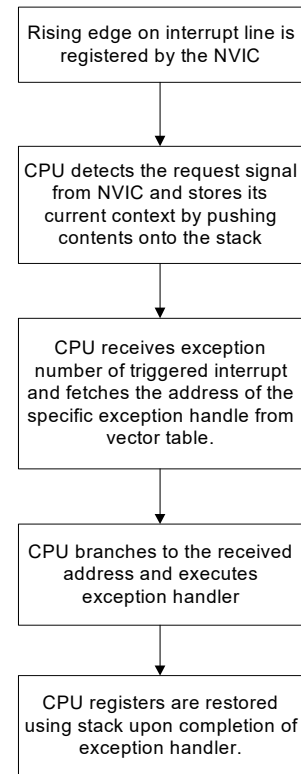 Rising edge on interrupt line is
registered by the NVIC
CPU detects the request signal
from NVIC and stores its
current context by pushing
contents onto the stack
CPU receives exception
number of triggered interrupt
and fetches the address of the
specific exception handle from
vector table.
CPU branches to the received
address and executes
exception handler
CPU registers are restored
using stack upon completion of
exception handler.